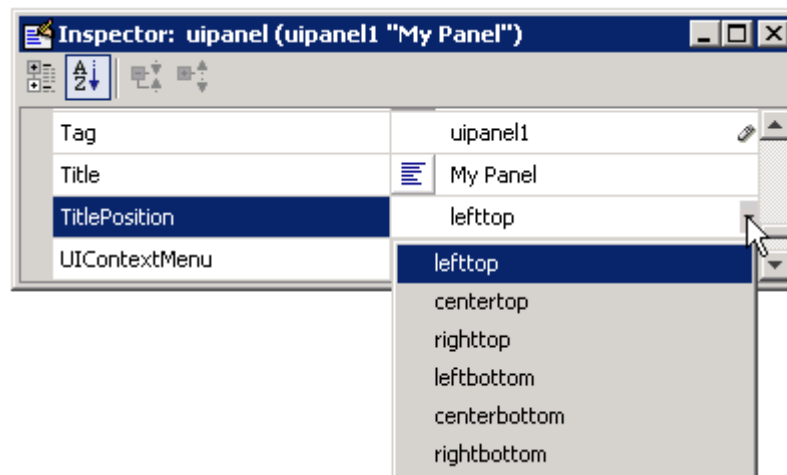 Inspector: uipanel (uipanel1 "My Panel")
A
Z
Tag uipanel1
Title My Panel
TitlePosition lefttop
UIContextMenu
lefttop
centertop
righttop
leftbottom
centerbottom
rightbottom